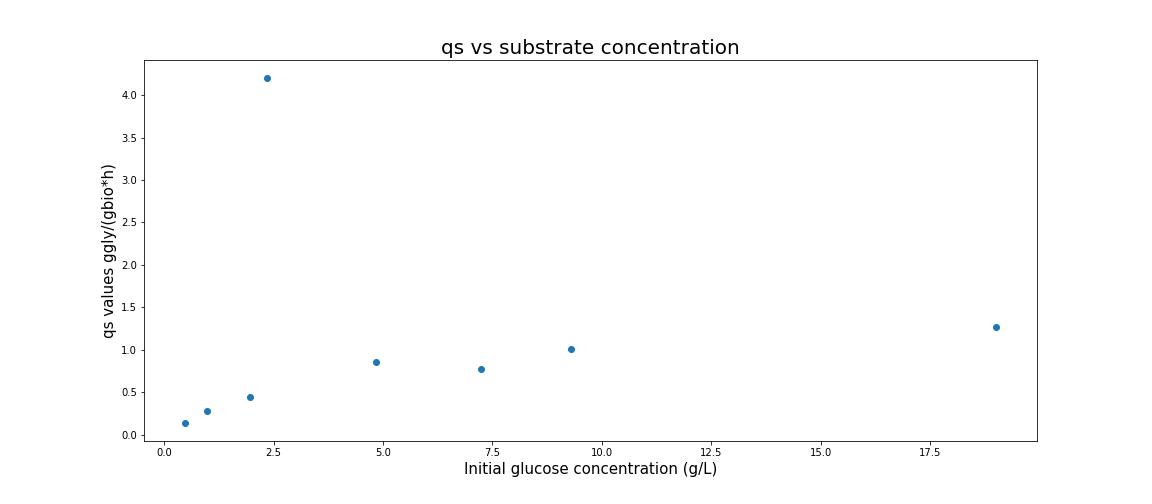 qs vs substrate concentration
qs values ggly/(gbio*h)
4.0
3.5
3.0
2.5
2.0
1.5
1.0
0.5
0.0
0.0 2.5 5.0 7.5 10.0 12.5 15.0 17.5
Initial glucose concentration (g/L)